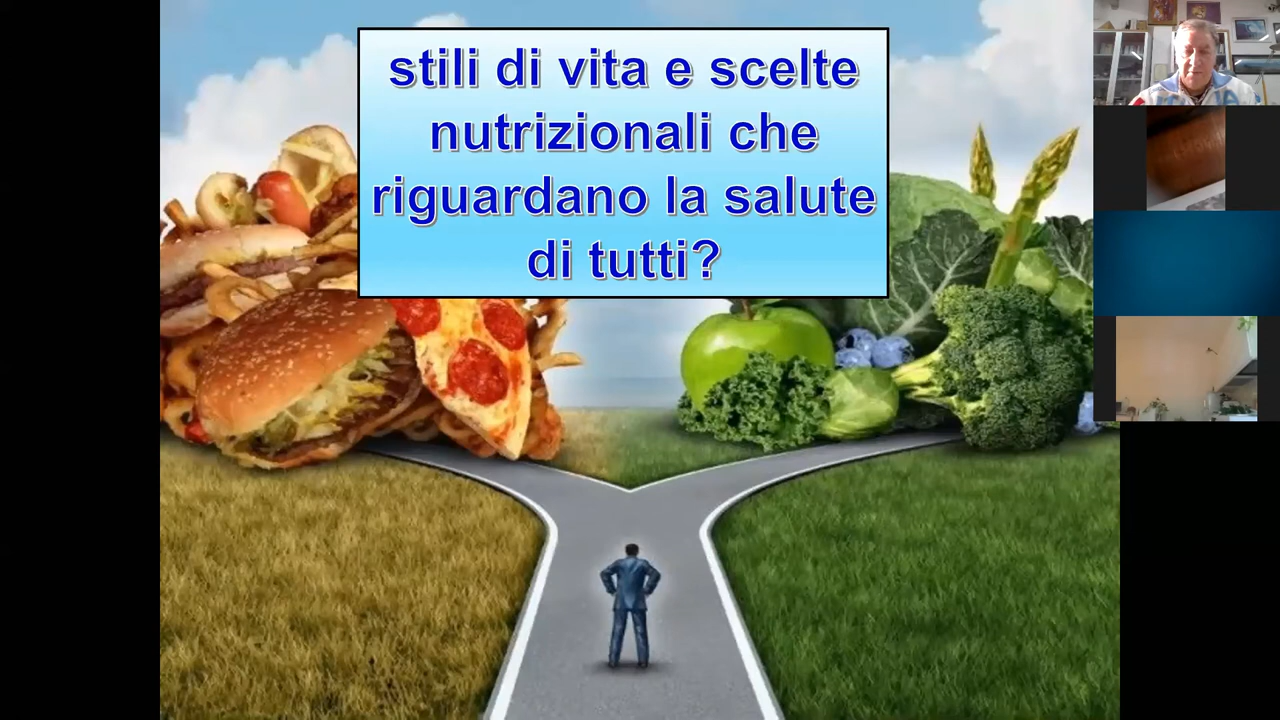 stili di vita e scelte
nutrizionali che
riguardano la salute
di tutti?